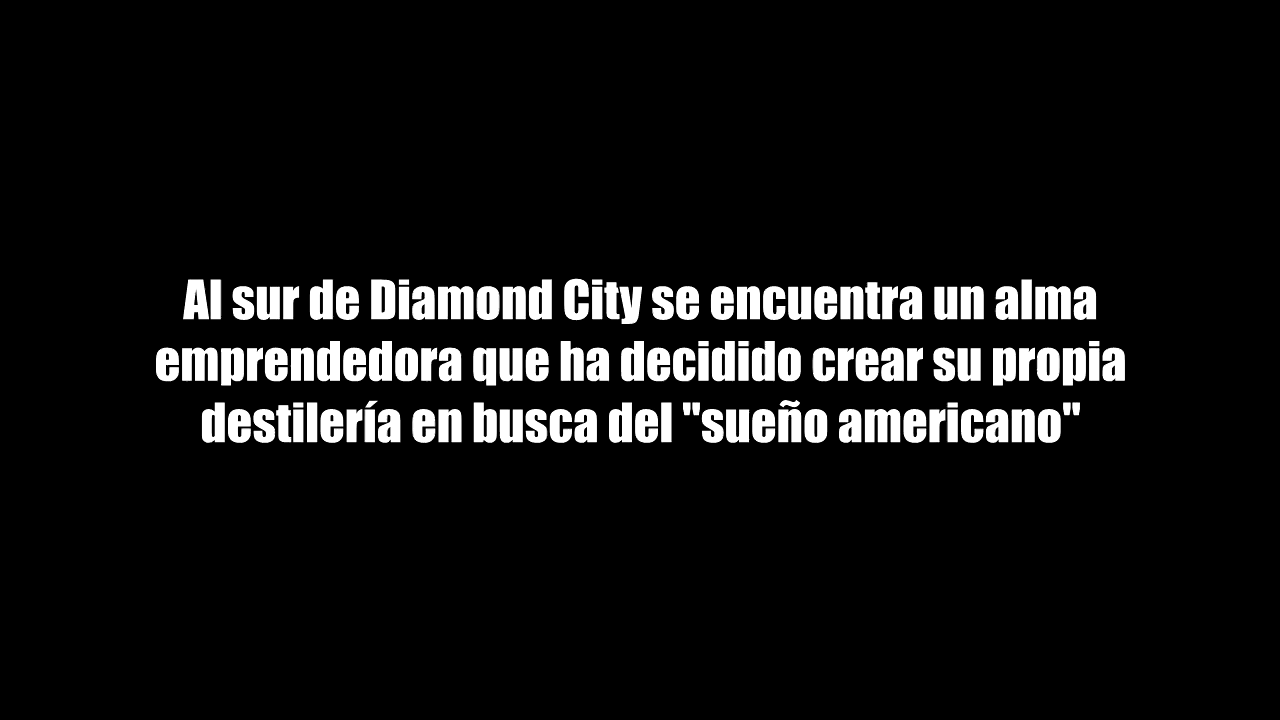 Al sur de Diamond City se encuentra un alma
emprendedora que ha decidido crear su propia
destilería en busca del "sueño americano"